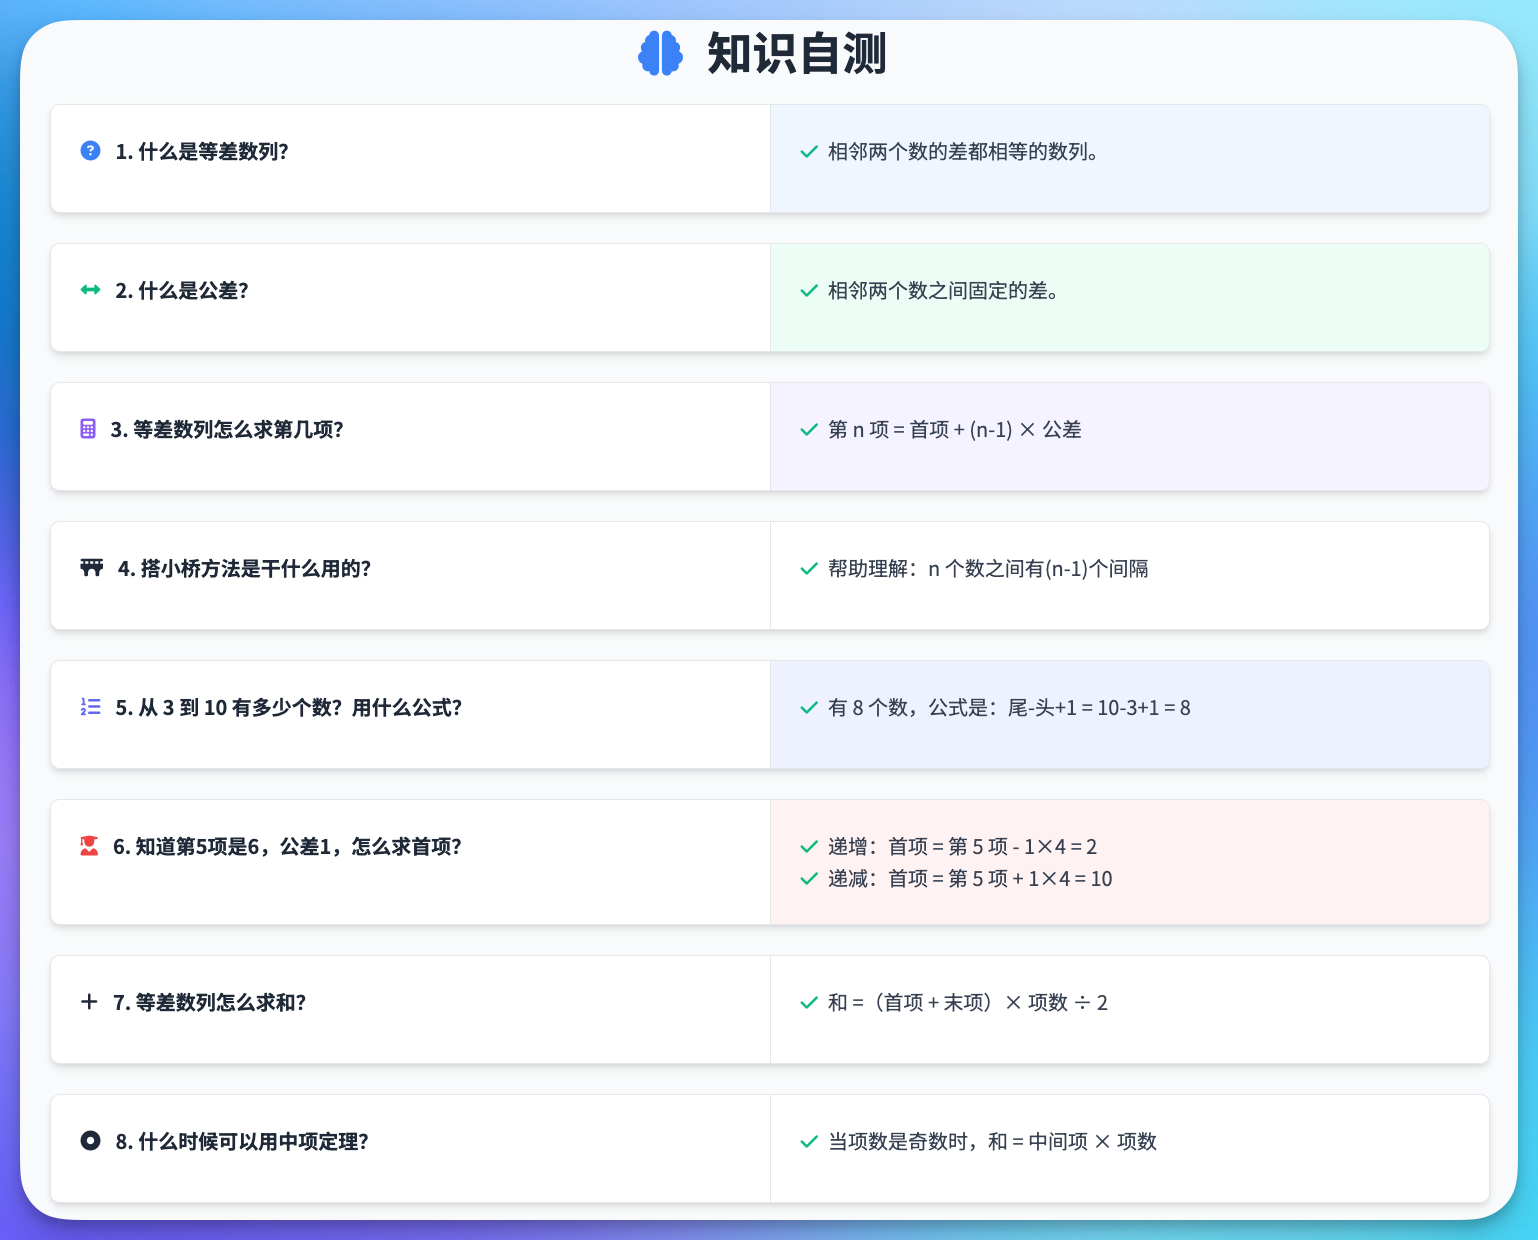 知识自测
1. 什么是等差数列?
相邻两个数的差都相等的数列。
2. 什么是公差?
相邻两个数之间固定的差。
3. 等差数列怎么求第几项?
第 n 项 = 首项 + (n-1) × 公差
4. 搭小桥方法是干什么用的?
帮助理解：n 个数之间有(n-1)个间隔
5. 从 3 到 10 有多少个数？用什么公式?
有 8 个数，公式是：尾-头+1 = 10-3+1 = 8
6. 知道第5项是6，公差1，怎么求首项?
递增：首项 = 第 5 项 - 1×4 = 2
递减：首项 = 第 5 项 + 1×4 = 10
7. 等差数列怎么求和?
和 =（首项 + 末项）× 项数 ÷ 2
8. 什么时候可以用中项定理?
当项数是奇数时，和 = 中间项 × 项数